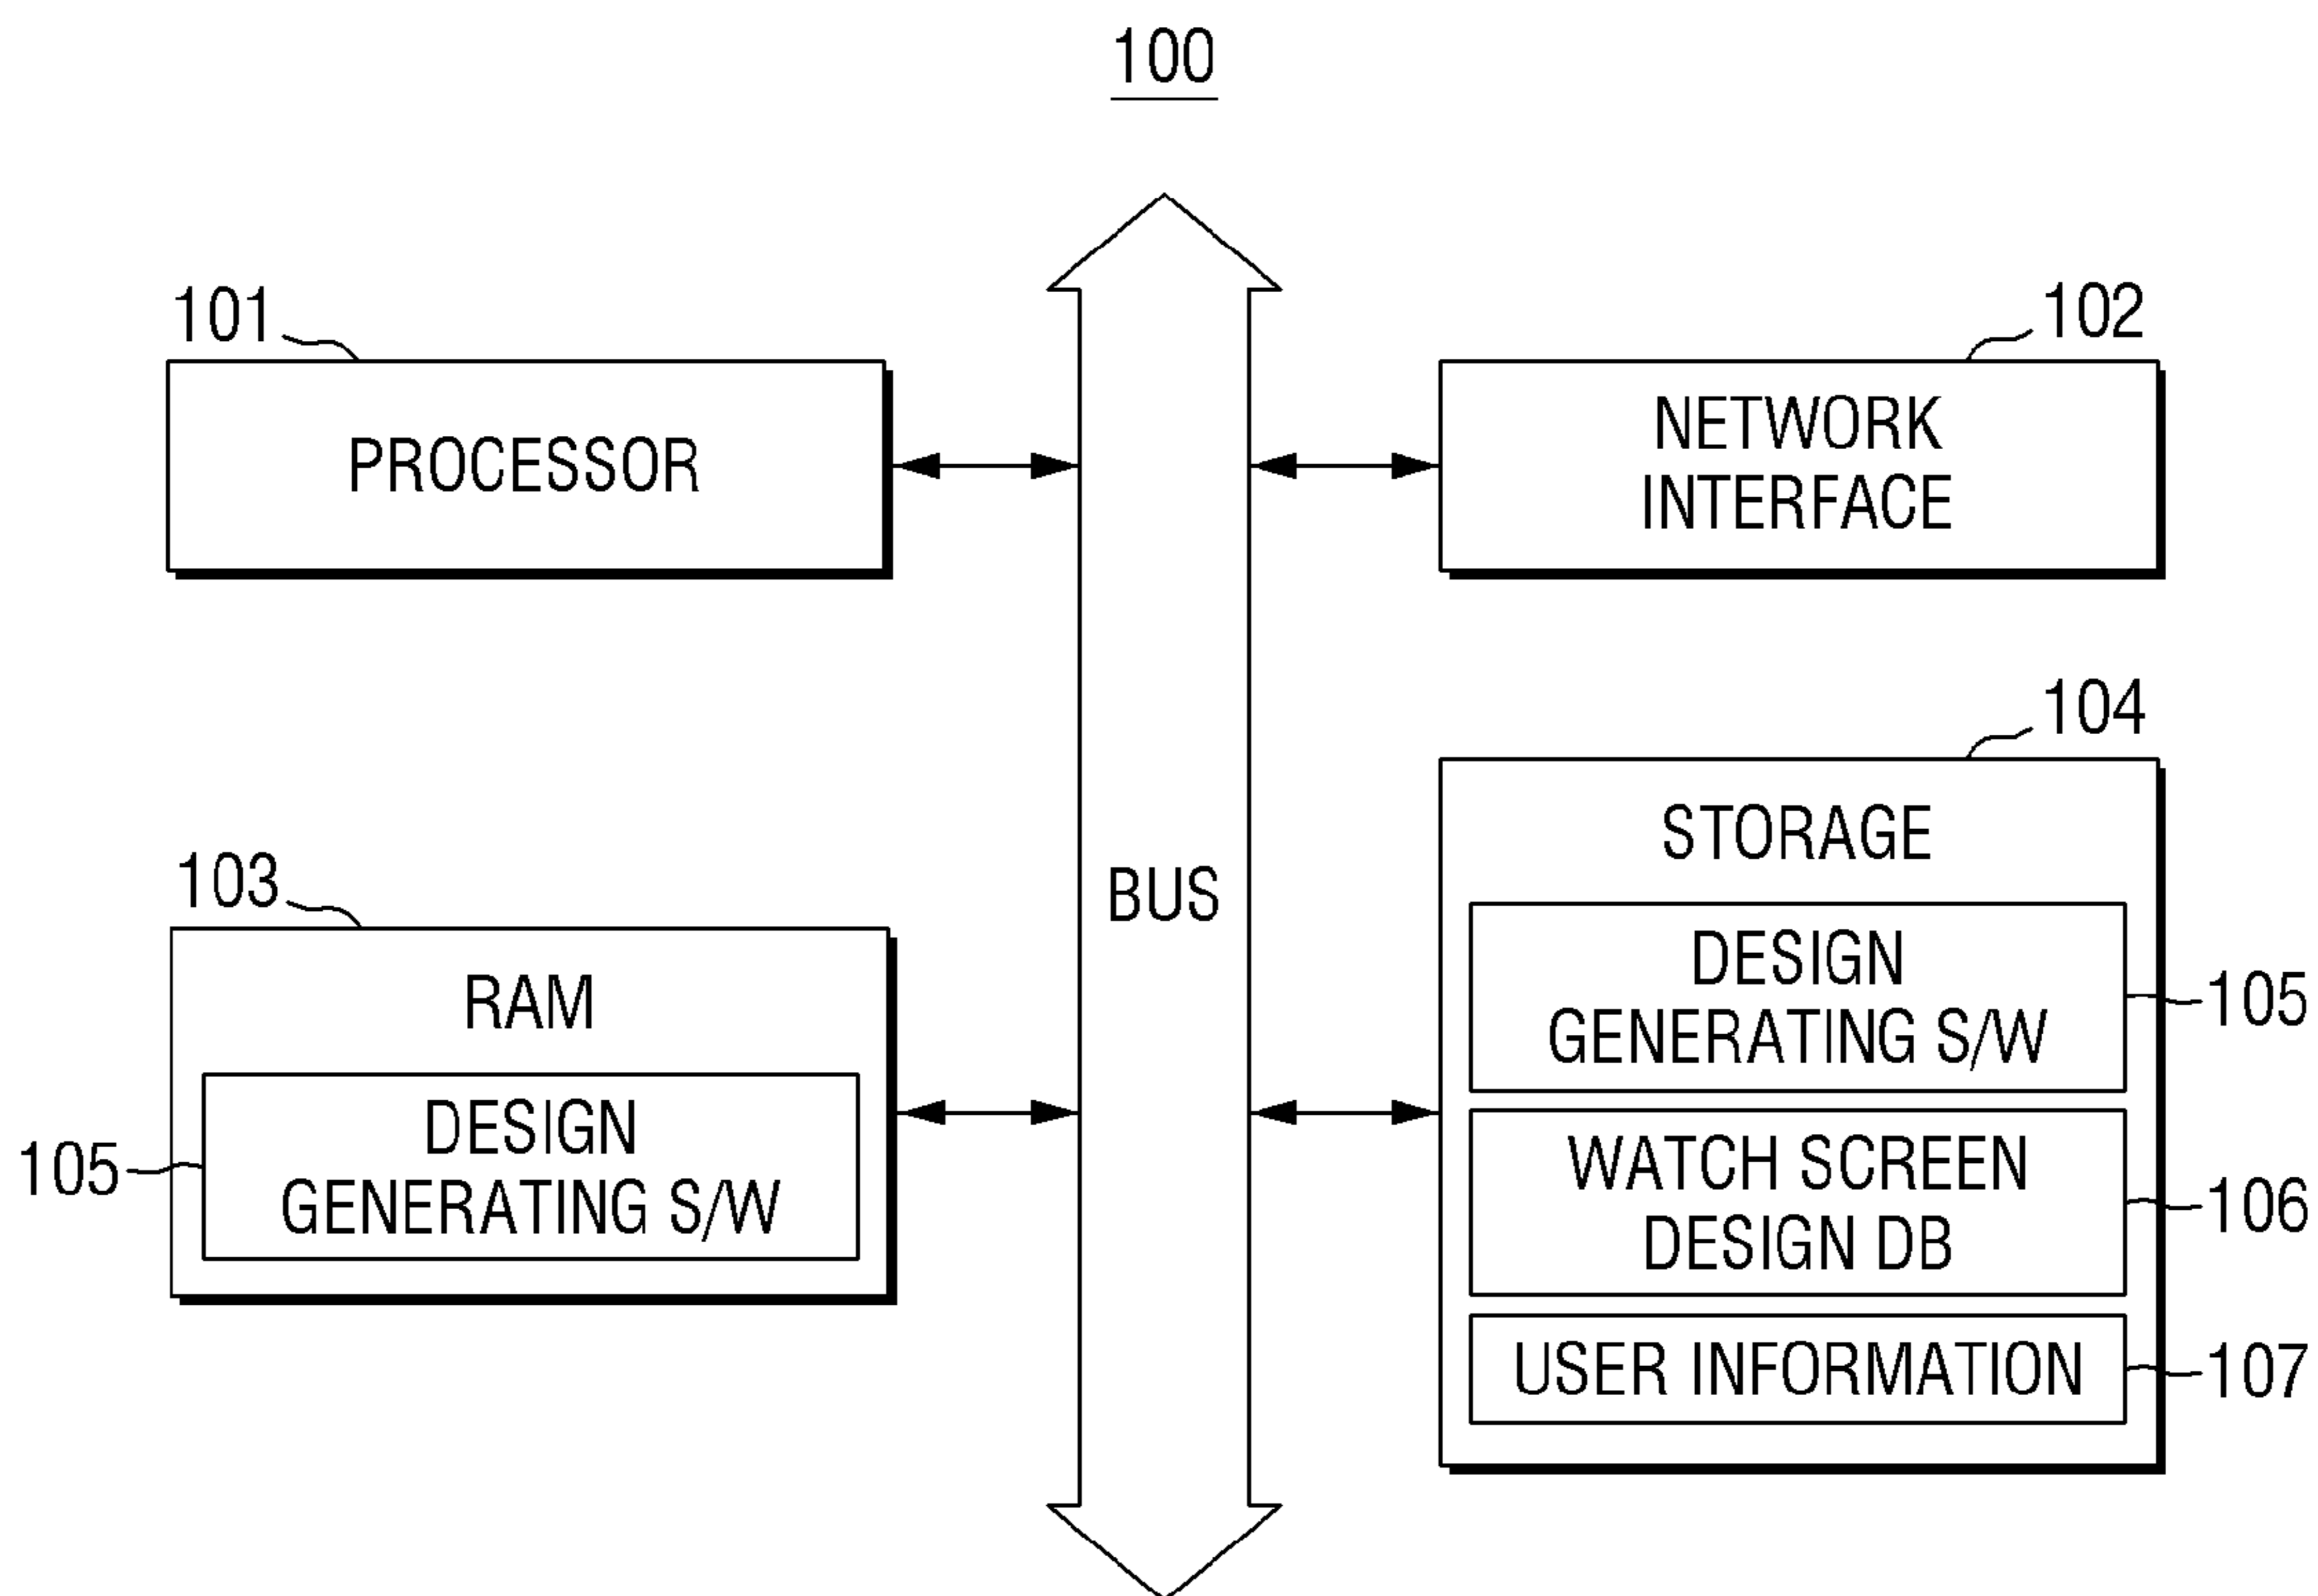 100
101
PROCESSOR
102
NETWORK
INTERFACE
103
RAM
105
DESIGN
GENERATING S/W
BUS
104
STORAGE
DESIGN
GENERATING S/W
105
WATCH SCREEN
DESIGN DB
106
USER INFORMATION
107